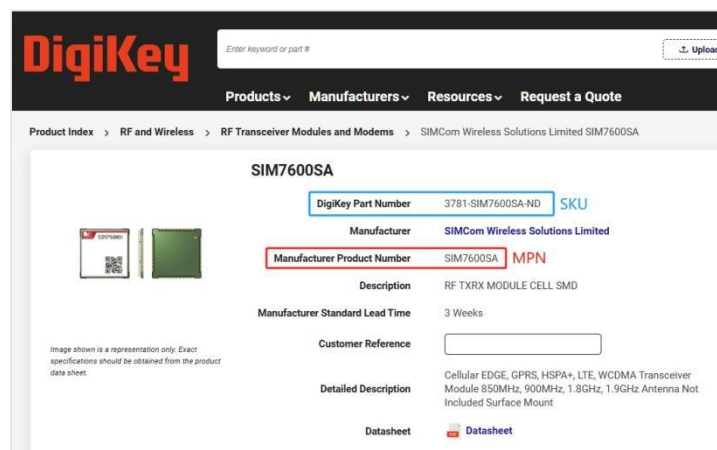 DigiKey
Enter keyword or part #
Upload
Products Manufacturers Resources Request a Quote
Product Index > RF and Wireless > RF Transceiver Modules and Modems > SIMCom Wireless Solutions Limited SIM7600SA
SIM7600SA
DigiKey Part Number 3781-SIM7600SA-ND SKU
Manufacturer SIMCom Wireless Solutions Limited
Manufacturer Product Number SIM7600SA MPN
Description RF TXRX MODULE CELL SMD
Manufacturer Standard Lead Time 3 Weeks
Image shown is a representation only. Exact
specifications should be obtained from the product
data sheet.
Customer Reference
Detailed Description Cellular EDGE, GPRS, HSPA+, LTE, WCDMA Transceiver
Module 850MHz, 900MHz, 1.8GHz, 1.9GHz Antenna Not
Included Surface Mount
Datasheet Datasheet